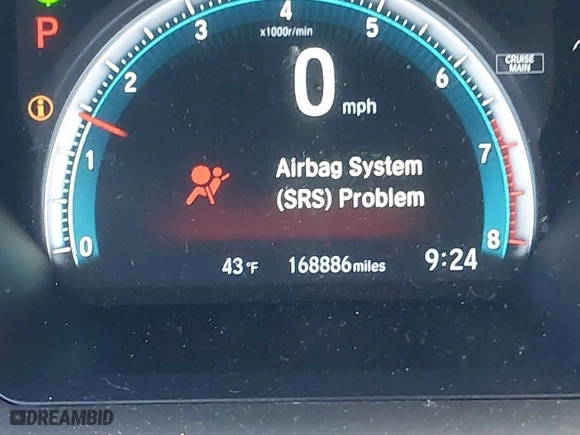 P
4
x1000r/min
3
5
2
6
1
7
0
8
0 mph
CRUISE
MAIN
Airbag System
(SRS) Problem
43°F 168886miles 9:24
DREAMBID